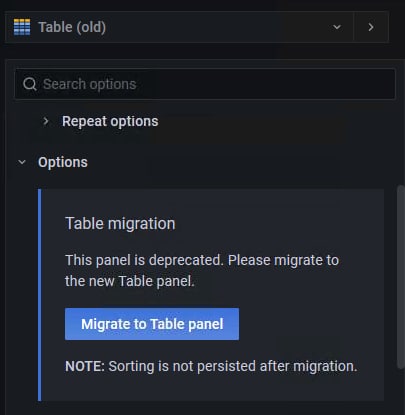 Table (old)
Search options
Repeat options
Options
Table migration
This panel is deprecated. Please migrate to
the new Table panel.
Migrate to Table panel
NOTE: Sorting is not persisted after migration.